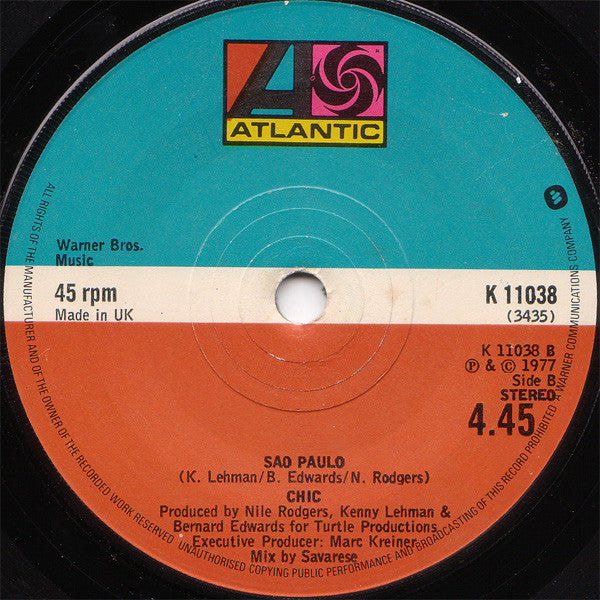 ATLANTIC
Warner Bros.
Music
45 rpm
Made in UK
K 11038
(3435)
K 11038 B
Ⓟ & © 1977
Side B
STEREO
4.45
SAO PAULO
(K. Lehman/B. Edwards/N. Rodgers)
CHIC
Produced by Nile Rodgers, Kenny Lehman &
Bernard Edwards for Turtle Productions.
Executive Producer: Marc Kreiner
Mix by Savarese
ALL RIGHTS OF THE MANUFACTURER AND OF THE OWNER OF THE RECORDED WORK RESERVED UNAUTHORISED COPYING PUBLIC PERFORMANCE AND BROADCASTING OF THIS RECORD PROHIBITED A WARNER COMMUNICATIONS COMPANY